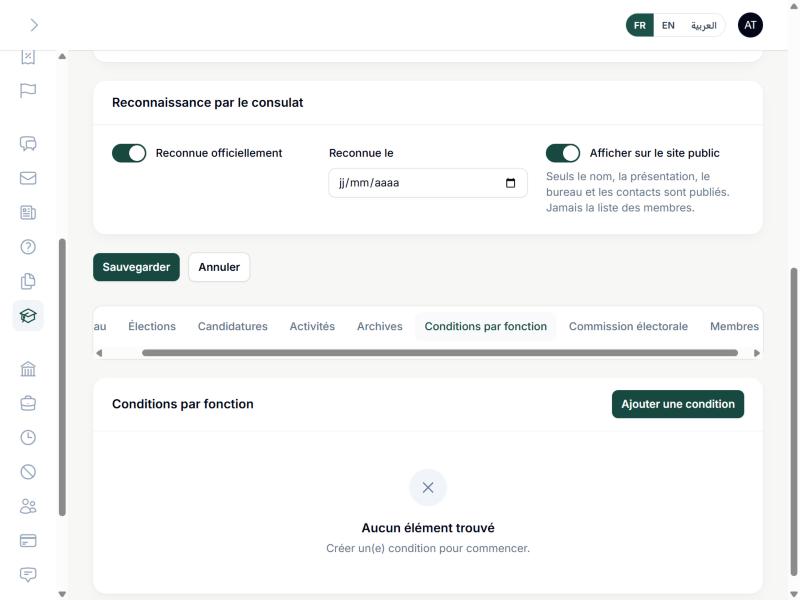 FR EN العربية AT
Reconnaissance par le consulat
Reconnue officiellement
Reconnue le
jj/mm/aaaa
Afficher sur le site public
Seuls le nom, la présentation, le
bureau et les contacts sont publiés.
Jamais la liste des membres.
Sauvegarder Annuler
au Élections Candidatures Activités Archives Conditions par fonction Commission électorale Membres
Conditions par fonction Ajouter une condition
Aucun élément trouvé
Créer un(e) condition pour commencer.